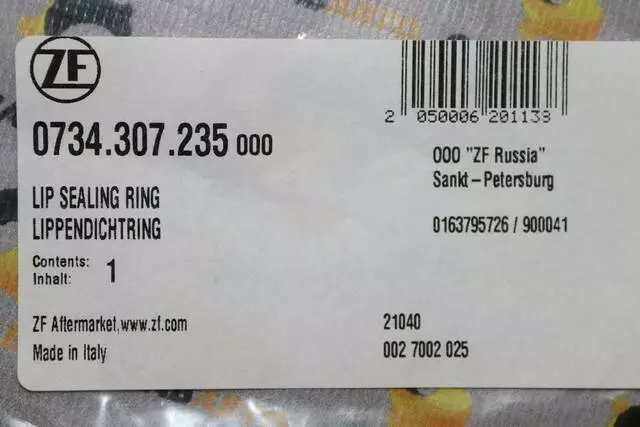 ZF
0734.307.235 000
LIP SEALING RING
LIPPENDICHTRING
Contents:
Inhalt: 1
ZF Aftermarket,www.zf.com
Made in Italy
2 050006 201138
OOO "ZF Russia"
Sankt-Petersburg
0163795726 / 900041
21040
002 7002 025